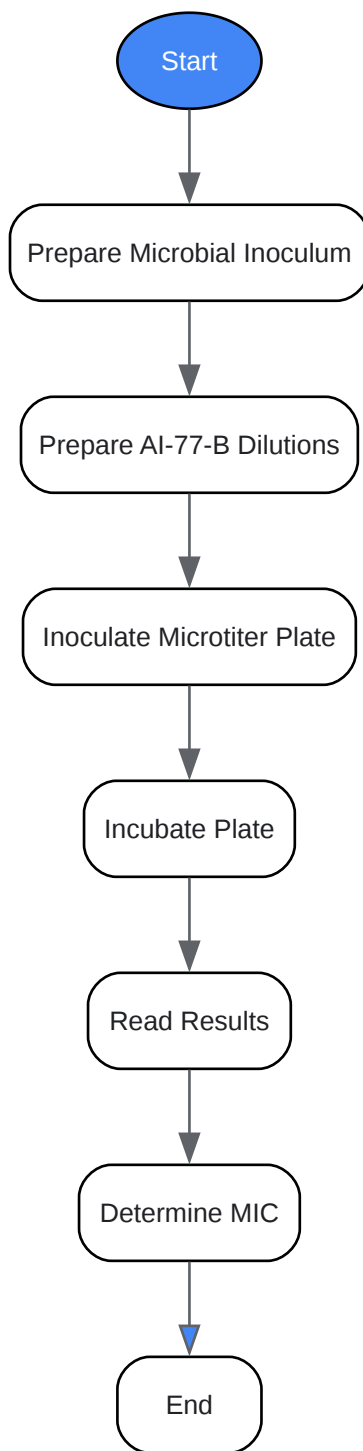 Start
Prepare Microbial Inoculum
Prepare AI-77-B Dilutions
Inoculate Microtiter Plate
Incubate Plate
Read Results
Determine MIC
End